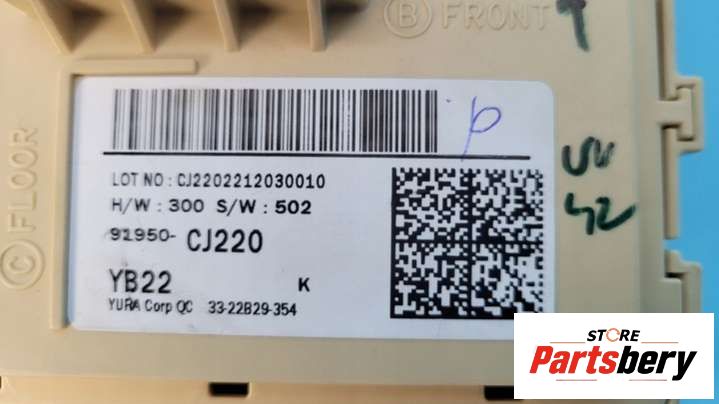 B FRONT
C FLOOR
LOT NO : CJ2202212030010
H/W : 300 S/W : 502
91950- CJ220
YB22 K
YURA Corp QC 33-22B29-354
STORE
Partsbery